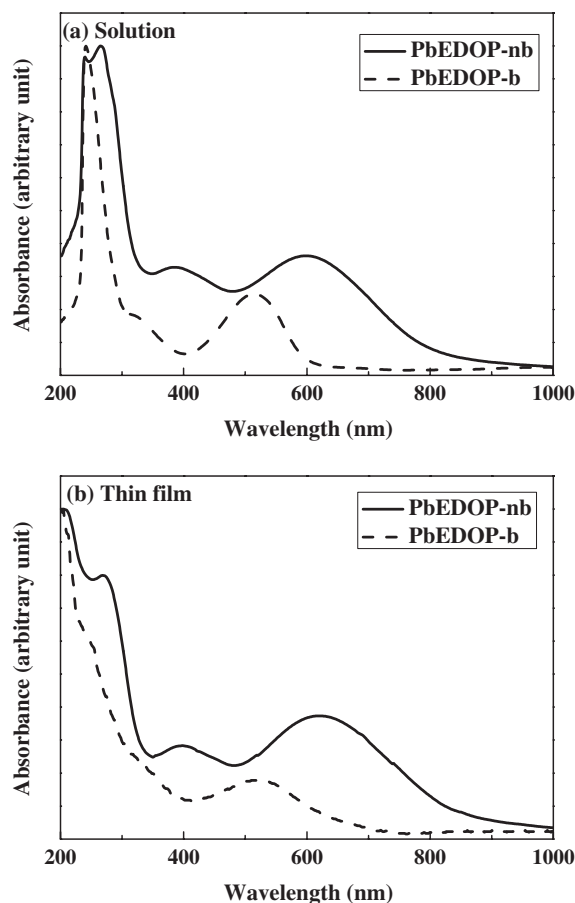 (a) Solution
PbEDOP-nb
PbEDOP-b
Absorbance (arbitrary unit)
200 400 600 800 1000
Wavelength (nm)
(b) Thin film
PbEDOP-nb
PbEDOP-b
Absorbance (arbitrary unit)
200 400 600 800 1000
Wavelength (nm)